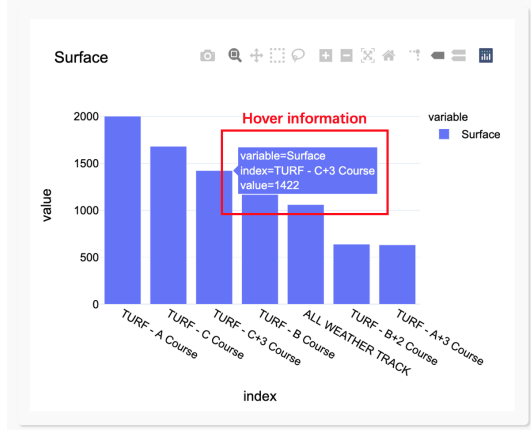 Surface
2000
1500
1000
500
0
value
Hover information
variable=Surface
index=TURF - C+3 Course
value=1422
variable
Surface
TURF - A Course
TURF - C Course
TURF - C+3 Course
TURF - B Course
ALL WEATHER TRACK
TURF - B+2 Course
TURF - A+3 Course
index